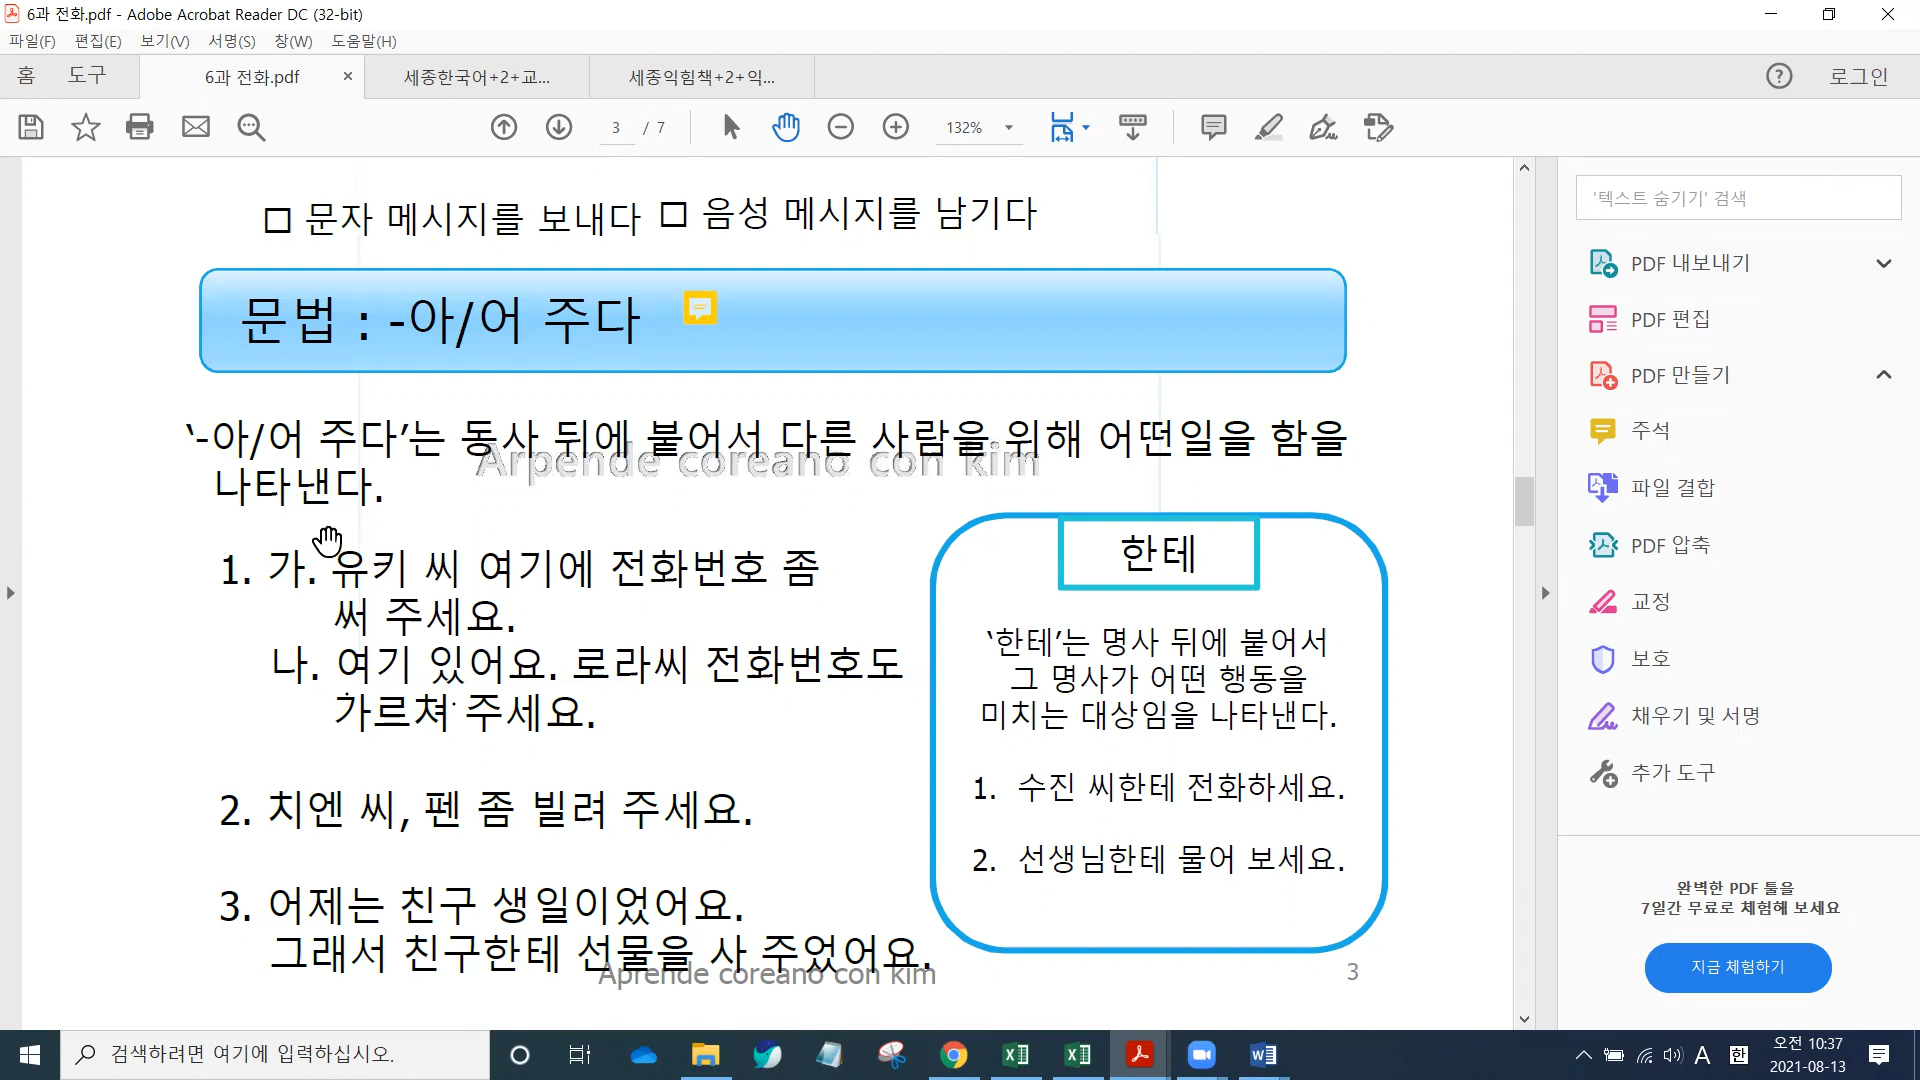 6과 전화.pdf - Adobe Acrobat Reader DC (32-bit)
파일(F) 편집(E) 보기(V) 서명(S) 창(W) 도움말(H)
홈 도구 6과 전화.pdf × 세종한국어+2+교... 세종익힘책+2+익... 로그인
3 / 7 132%
□ 문자 메시지를 보내다 □ 음성 메시지를 남기다
문법 : -아/어 주다
‘-아/어 주다’는 동사 뒤에 붙어서 다른 사람을 위해 어떤일을 함을
나타낸다.
Arpende coreano con kim
1. 가. 유키 씨 여기에 전화번호 좀
써 주세요.
나. 여기 있어요. 로라씨 전화번호도
가르쳐 주세요.
2. 치엔 씨, 펜 좀 빌려 주세요.
3. 어제는 친구 생일이었어요.
그래서 친구한테 선물을 사 주었어요.
한테
‘한테’는 명사 뒤에 붙어서
그 명사가 어떤 행동을
미치는 대상임을 나타낸다.
1. 수진 씨한테 전화하세요.
2. 선생님한테 물어 보세요.
Aprende coreano con kim
3
'텍스트 숨기기' 검색
PDF 내보내기
PDF 편집
PDF 만들기
주석
파일 결합
PDF 압축
교정
보호
채우기 및 서명
추가 도구
완벽한 PDF 툴을
7일간 무료로 체험해 보세요
지금 체험하기
검색하려면 여기에 입력하십시오.
A 한
오전 10:37
2021-08-13